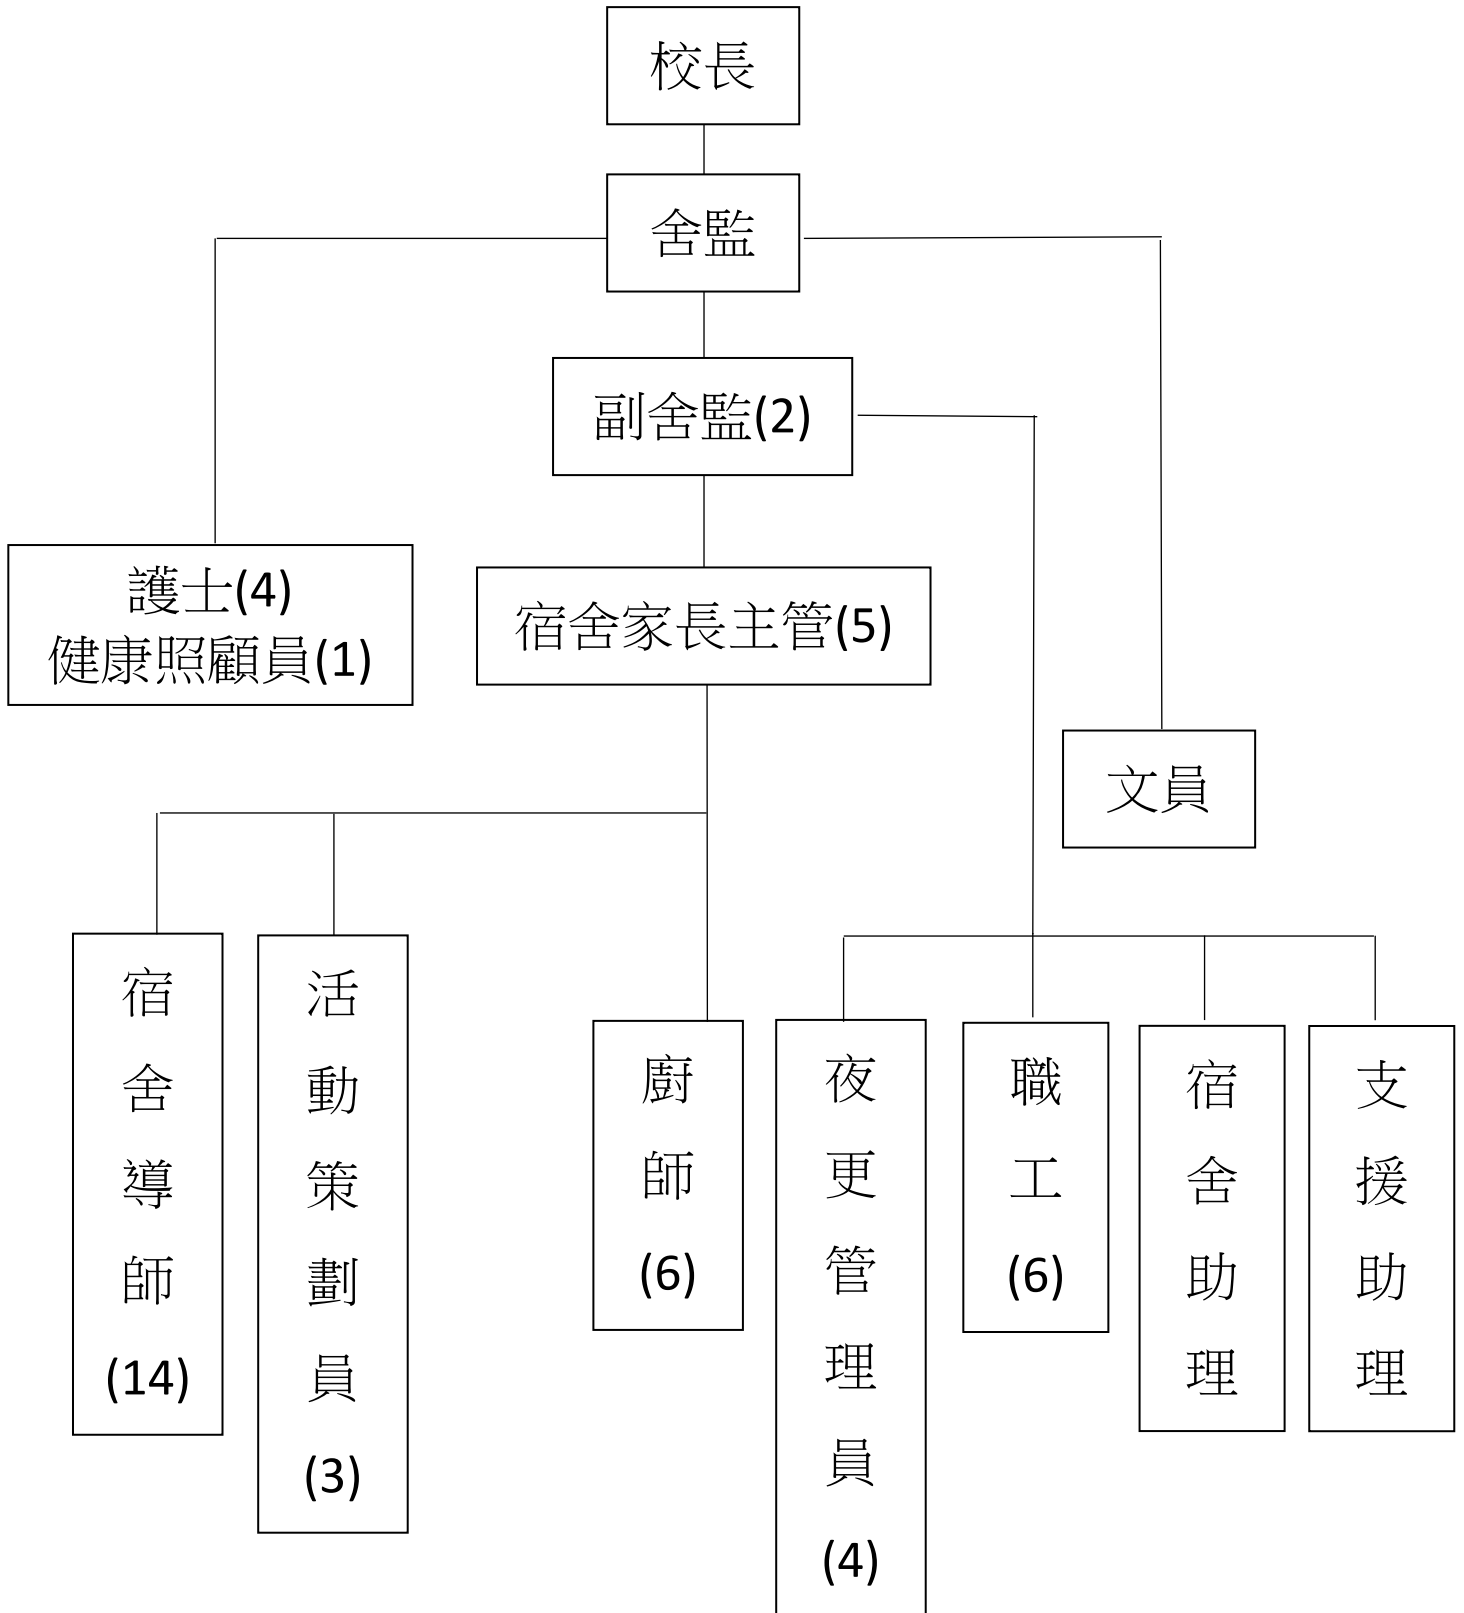 校長
舍監
副舍監(2)
護士(4)
健康照顧員(1)
宿舍家長主管(5)
文員
宿舍導師(14)
活動策劃員(3)
廚師(6)
夜更管理員(4)
職工(6)
宿舍助理
支援助理